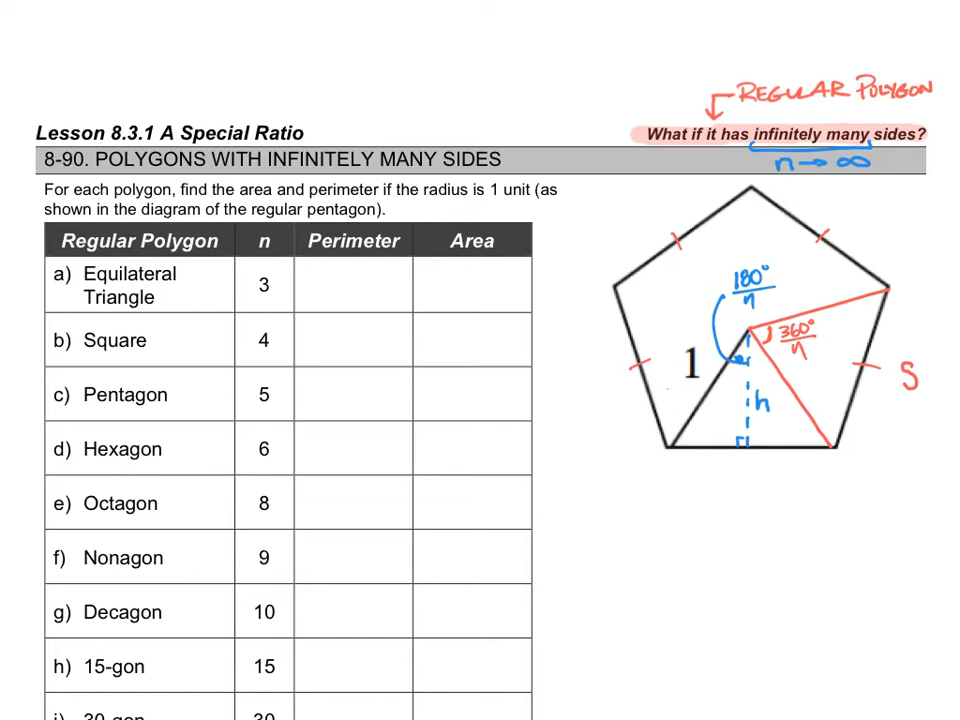 REGULAR POLYGON
Lesson 8.3.1 A Special Ratio
What if it has infinitely many sides?
n → ∞
8-90. POLYGONS WITH INFINITELY MANY SIDES
For each polygon, find the area and perimeter if the radius is 1 unit (as
shown in the diagram of the regular pentagon).
Regular Polygon n Perimeter Area
a) Equilateral
Triangle 3
b) Square 4
c) Pentagon 5
d) Hexagon 6
e) Octagon 8
f) Nonagon 9
g) Decagon 10
h) 15-gon 15
i) 30-gon 30
180°
n
360°
n
1
S
h